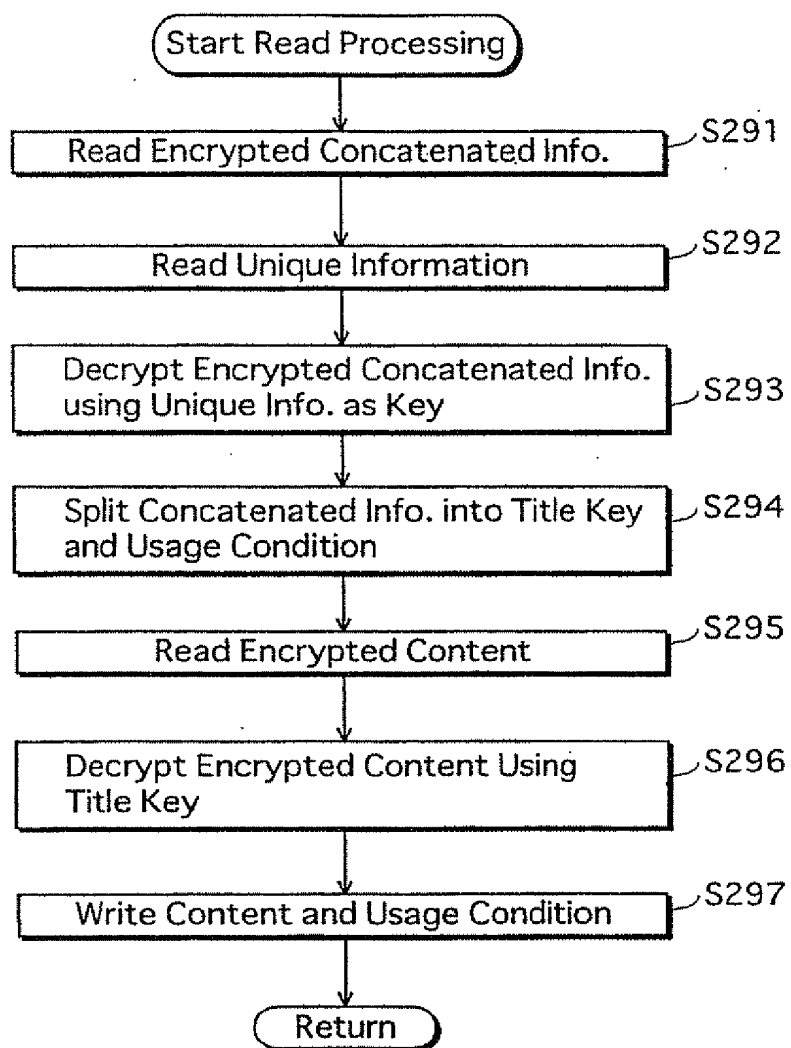 Start Read Processing
Read Encrypted Concatenated Info.
S291
Read Unique Information
S292
Decrypt Encrypted Concatenated Info.
using Unique Info. as Key
S293
Split Concatenated Info. into Title Key
and Usage Condition
S294
Read Encrypted Content
S295
Decrypt Encrypted Content Using
Title Key
S296
Write Content and Usage Condition
S297
Return